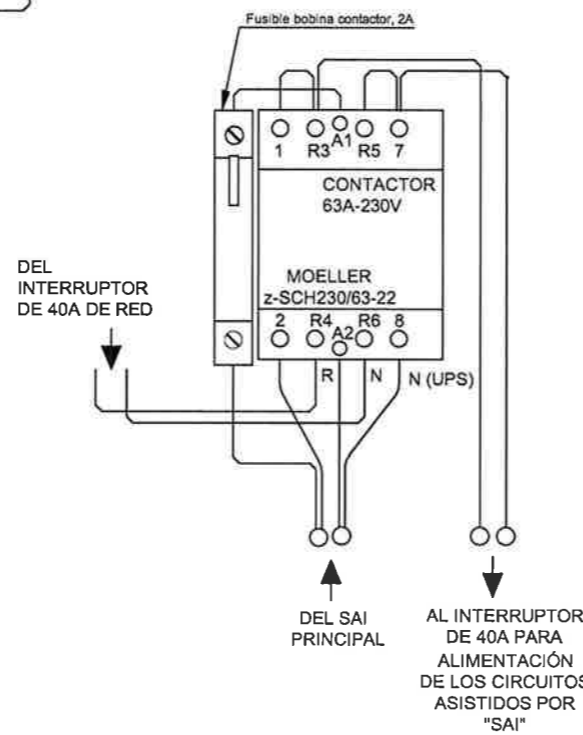 Fusible bobina contactor, 2A
1 R3 A1 R5 7
CONTACTOR
63A-230V
MOELLER
z-SCH230/63-22
2 R4 A2 R6 8
R N N (UPS)
DEL
INTERRUPTOR
DE 40A DE RED
DEL SAI
PRINCIPAL
AL INTERRUPTOR
DE 40A PARA
ALIMENTACIÓN
DE LOS CIRCUITOS
ASISTIDOS POR
"SAI"